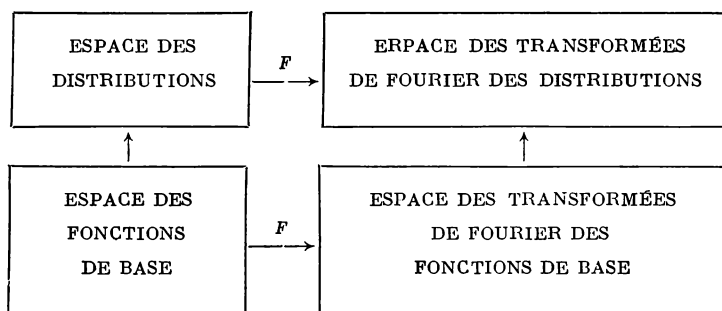 ESPACE DES
DISTRIBUTIONS
F
ERPACE DES TRANSFORMÉES
DE FOURIER DES DISTRIBUTIONS
ESPACE DES
FONCTIONS
DE BASE
F
ESPACE DES TRANSFORMÉES
DE FOURIER DES
FONCTIONS DE BASE